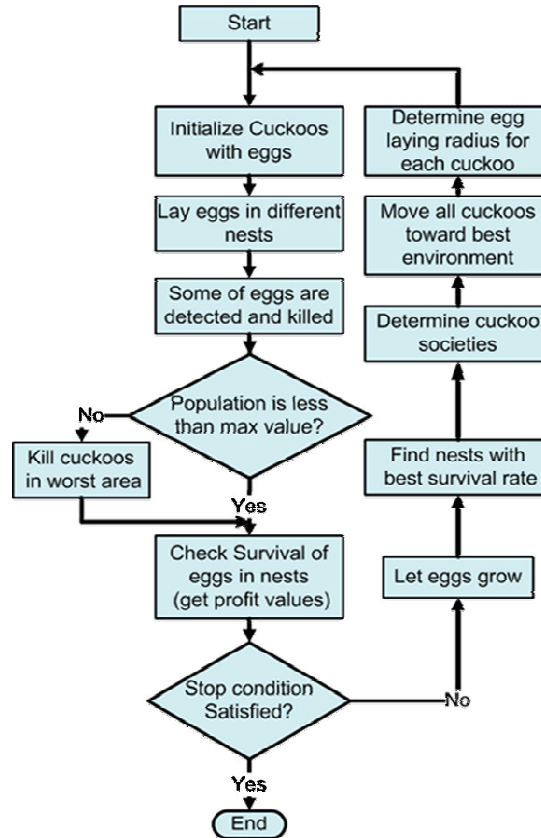 Start
Initialize Cuckoos
with eggs
Lay eggs in different
nests
Some of eggs are
detected and killed
Population is less
than max value?
No
Kill cuckoos
in worst area
Yes
Check Survival of
eggs in nests
(get profit values)
Stop condition
Satisfied?
Yes
End
No
Let eggs grow
Find nests with
best survival rate
Determine cuckoo
societies
Move all cuckoos
toward best
environment
Determine egg
laying radius for
each cuckoo